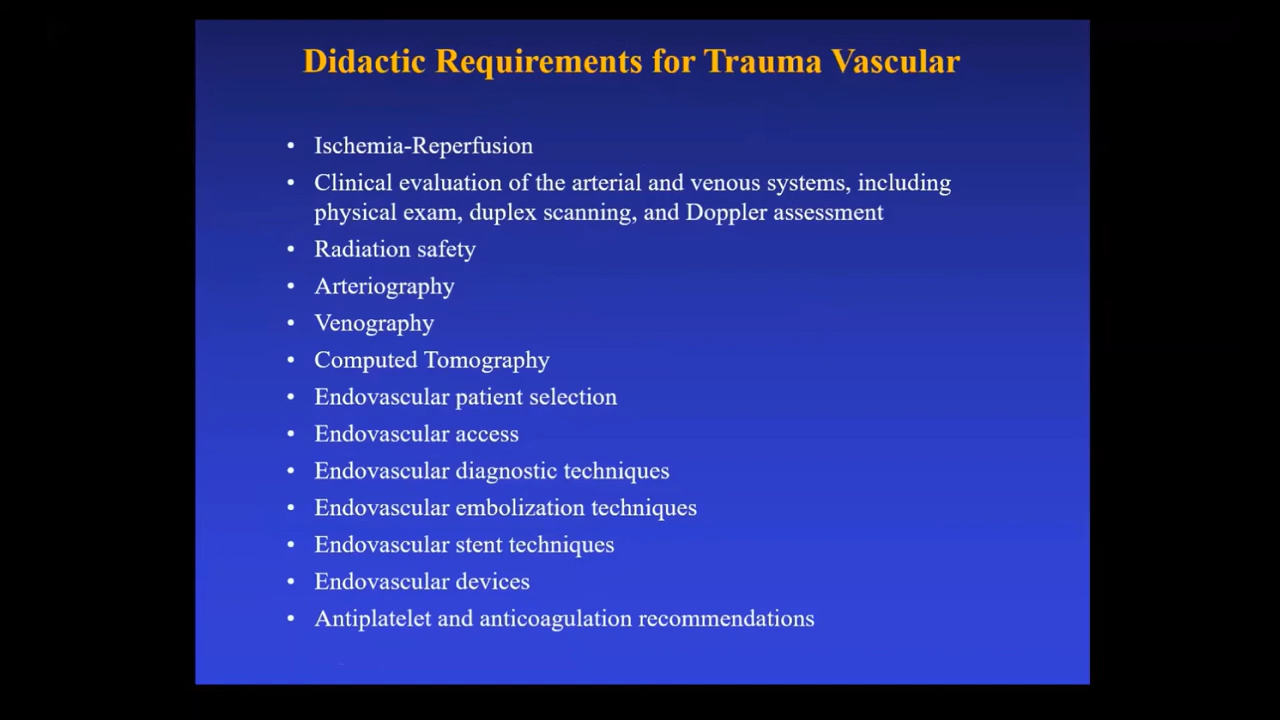 Didactic Requirements for Trauma Vascular
• Ischemia-Reperfusion
• Clinical evaluation of the arterial and venous systems, including
physical exam, duplex scanning, and Doppler assessment
• Radiation safety
• Arteriography
• Venography
• Computed Tomography
• Endovascular patient selection
• Endovascular access
• Endovascular diagnostic techniques
• Endovascular embolization techniques
• Endovascular stent techniques
• Endovascular devices
• Antiplatelet and anticoagulation recommendations